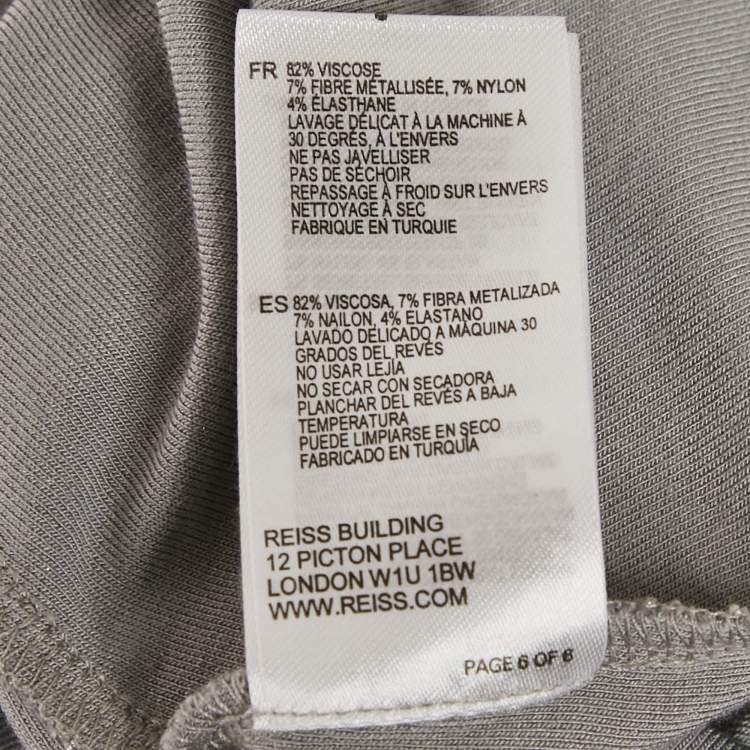 FR 82% VISCOSE
7% FIBRE MÉTALLISÉE, 7% NYLON
4% ÉLASTHANE
LAVAGE DÉLICAT À LA MACHINE À
30 DEGRÉS, À L'ENVERS
NE PAS JAVELLISER
PAS DE SÉCHOIR
REPASSAGE À FROID SUR L'ENVERS
NETTOYAGE À SEC
FABRIQUE EN TURQUIE
ES 82% VISCOSA, 7% FIBRA METALIZADA
7% NAILON, 4% ELASTANO
LAVADO DELICADO A MÁQUINA 30
GRADOS DEL REVÉS
NO USAR LEJÍA
NO SECAR CON SECADORA
PLANCHAR DEL REVÉS A BAJA
TEMPERATURA
PUEDE LIMPIARSE EN SECO
FABRICADO EN TURQUÍA
REISS BUILDING
12 PICTON PLACE
LONDON W1U 1BW
WWW.REISS.COM
PAGE 6 OF 6